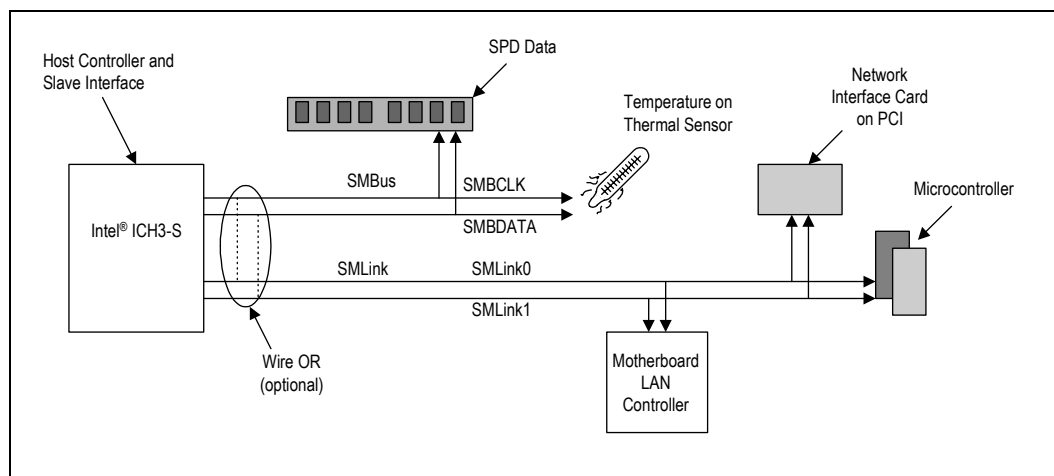 Host Controller and
Slave Interface
SPD Data
Temperature on
Thermal Sensor
Network
Interface Card
on PCI
Microcontroller
Intel® ICH3-S
SMBus
SMBCLK
SMBDATA
SMLink
SMLink0
SMLink1
Wire OR
(optional)
Motherboard
LAN
Controller